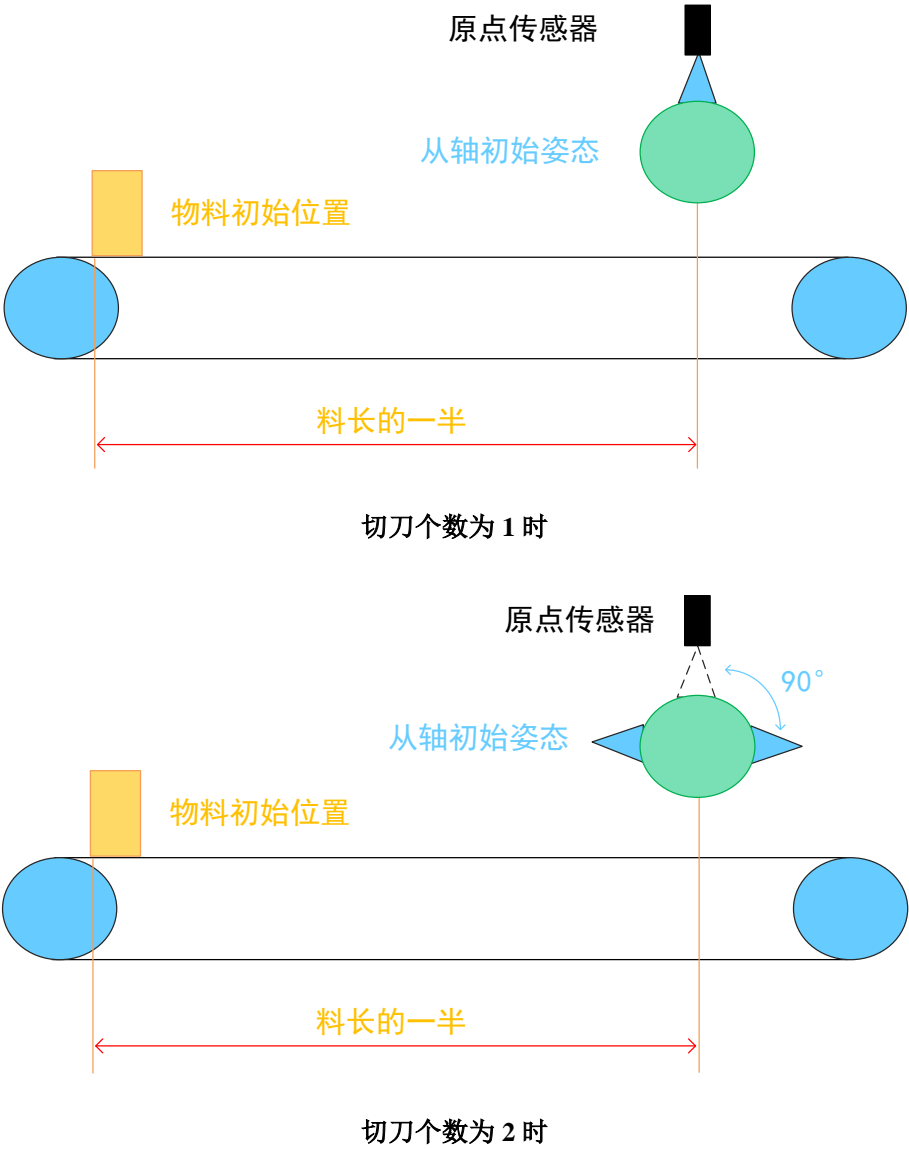 原点传感器
从轴初始姿态
物料初始位置
料长的一半
切刀个数为 1 时
原点传感器
90°
从轴初始姿态
物料初始位置
料长的一半
切刀个数为 2 时